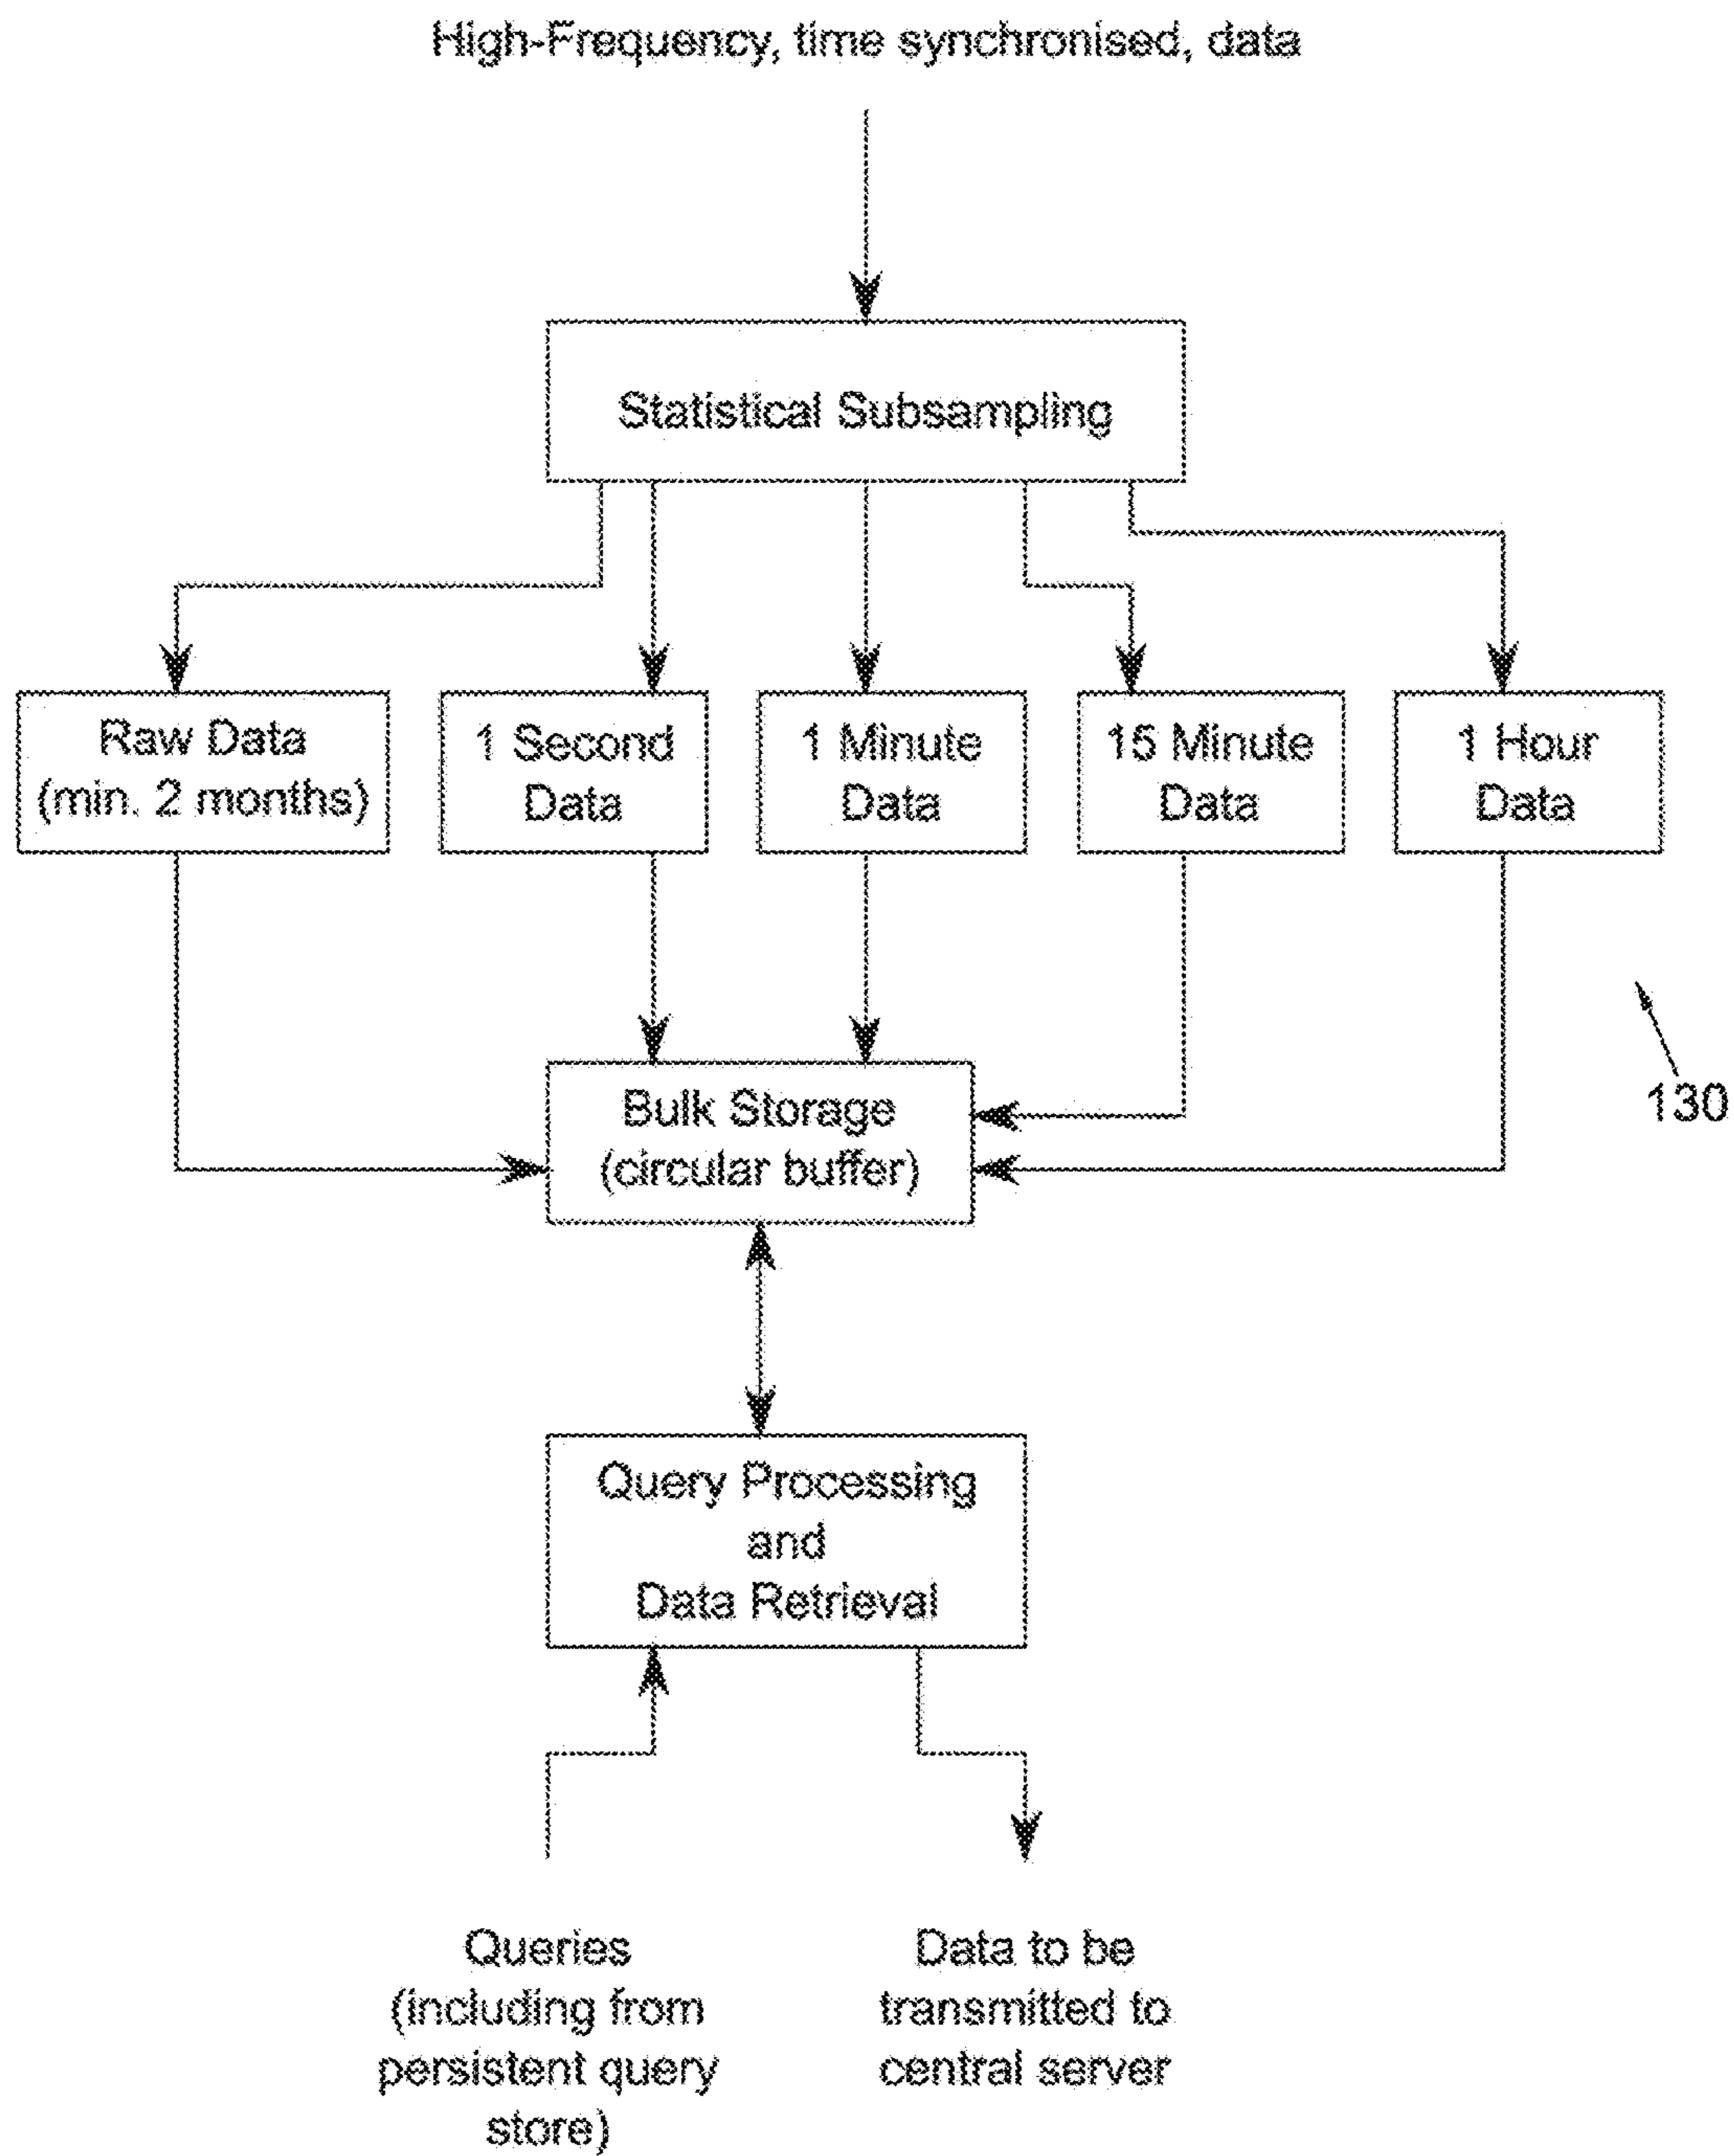 High-Frequency, time synchronised, data
Statistical Subsampling
Raw Data
(min. 2 months)
1 Second
Data
1 Minute
Data
15 Minute
Data
1 Hour
Data
130
Bulk Storage
(circular buffer)
Query Processing
and
Data Retrieval
Queries
(including from
persistent query
store)
Data to be
transmitted to
central server